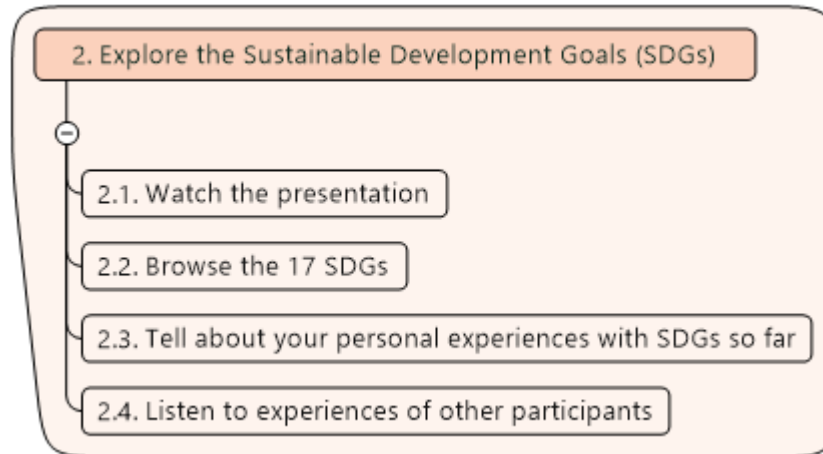 2. Explore the Sustainable Development Goals (SDGs)
2.1. Watch the presentation
2.2. Browse the 17 SDGs
2.3. Tell about your personal experiences with SDGs so far
2.4. Listen to experiences of other participants